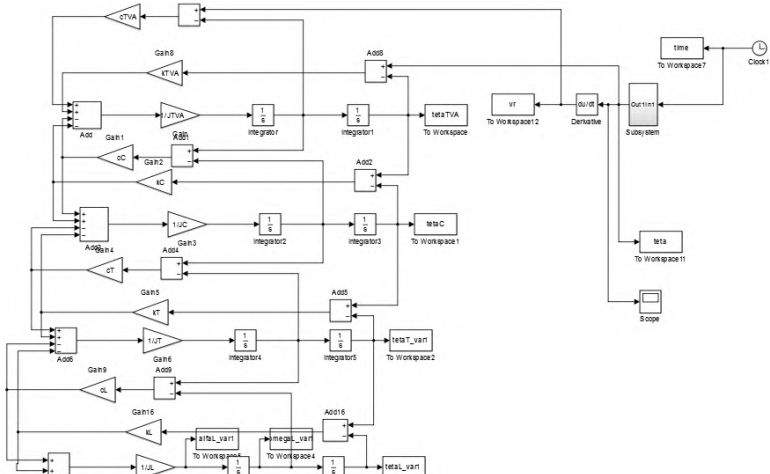 cTVA
+
−
time
To Workspace7
Clock1
Gain8
Add8
kTVA
+
−
vr
To Workspace12
du/dt
Derivative
Out1In1
Subsystem
+
+
−
−
Add
1/JTVA
Gain
1
s
Integrator
1
s
Integrator1
tetaTVA
To Workspace
Gain1
cC
Add1
+
−
Gain2
kC
Add2
+
−
+
+
−
−
Add3
1/JC
Gain3
1
s
Integrator2
1
s
Integrator3
tetaC
To Workspace1
teta
To Workspace11
Gain4
cT
Add4
+
−
Gain5
kT
Add5
+
−
Scope
+
+
−
−
Add6
1/JT
Gain6
1
s
Integrator4
1
s
Integrator5
tetaT_var1
To Workspace2
Gain9
cL
Add9
+
−
Gain16
kL
Add16
+
−
alfaL_var1
omegaL_var1
To Workspace4
+
+
1/JL
1
s
1
s
tetaL_var1